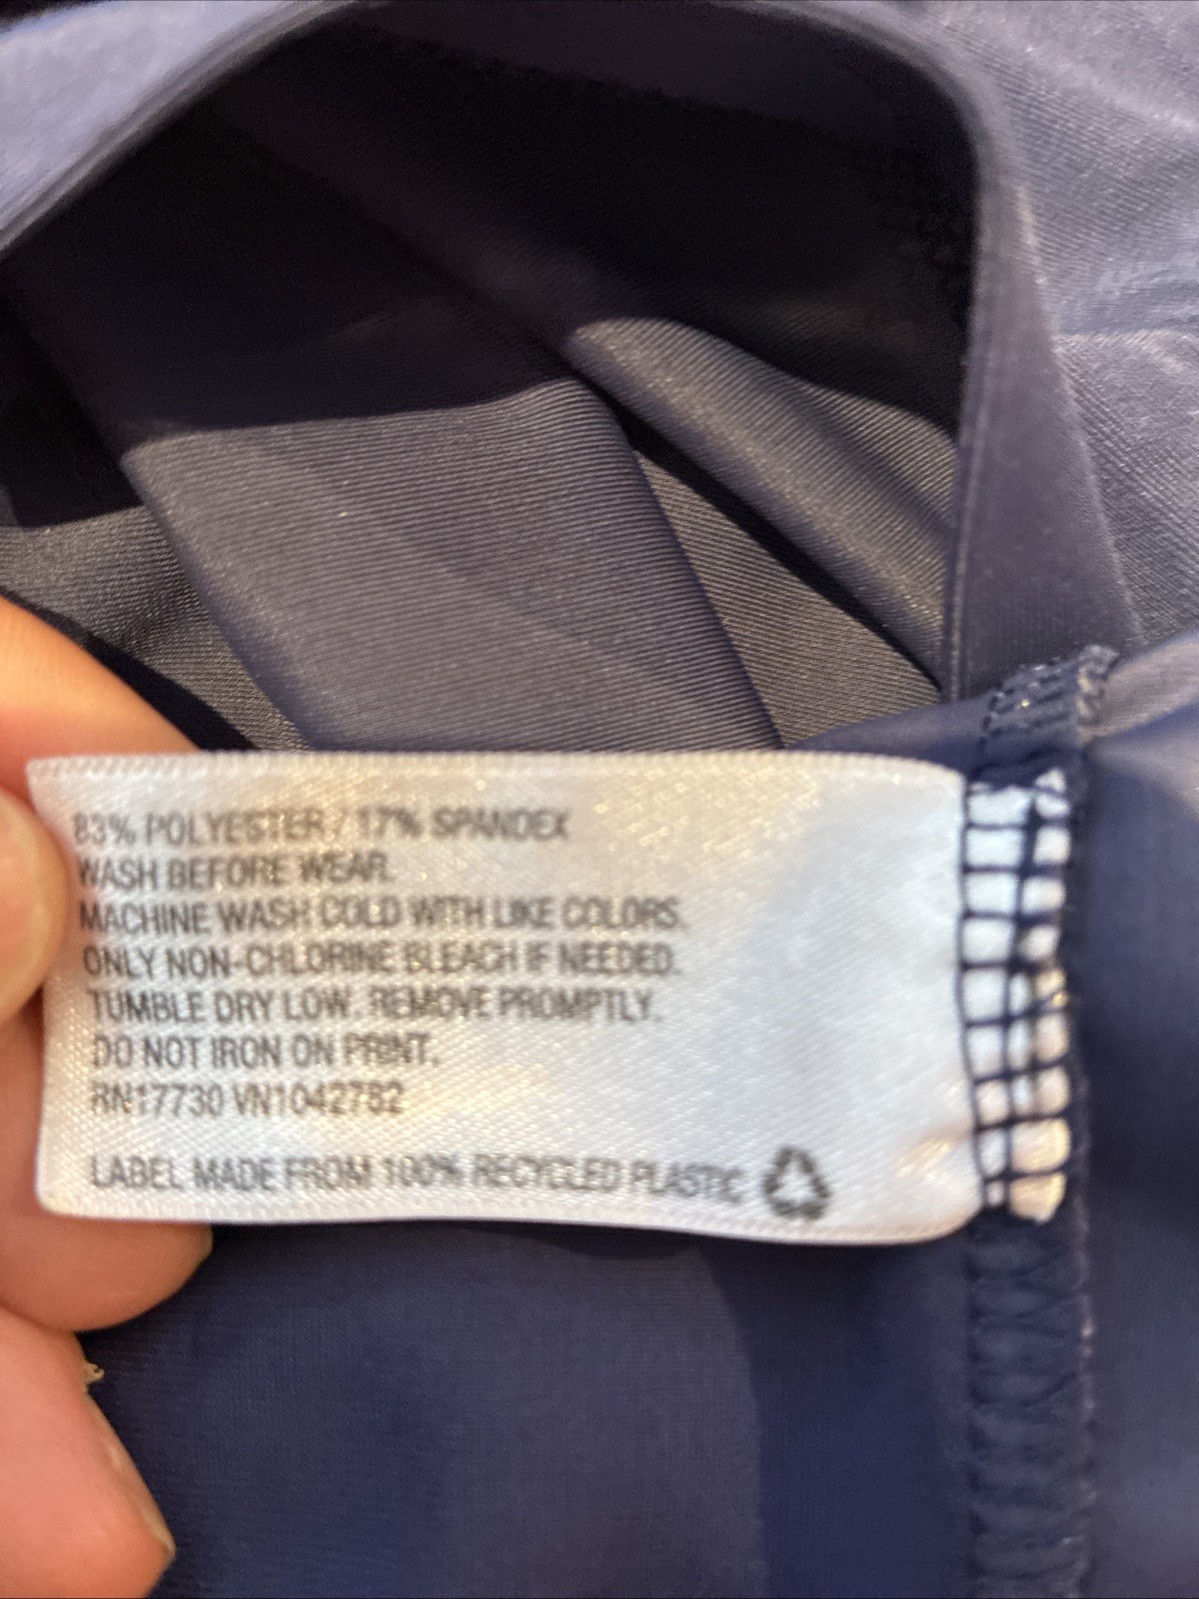 83% POLYESTER / 17% SPANDEX
WASH BEFORE WEAR.
MACHINE WASH COLD WITH LIKE COLORS.
ONLY NON-CHLORINE BLEACH IF NEEDED.
TUMBLE DRY LOW. REMOVE PROMPTLY.
DO NOT IRON ON PRINT.
RN17730 VN1042782
LABEL MADE FROM 100% RECYCLED PLASTIC